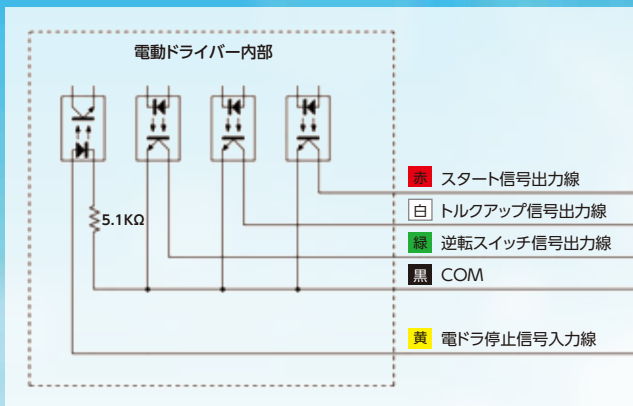 電動ドライバー内部
5.1KΩ
赤 スタート信号出力線
白 トルクアップ信号出力線
緑 逆転スイッチ信号出力線
黒 COM
黄 電ドラ停止信号入力線